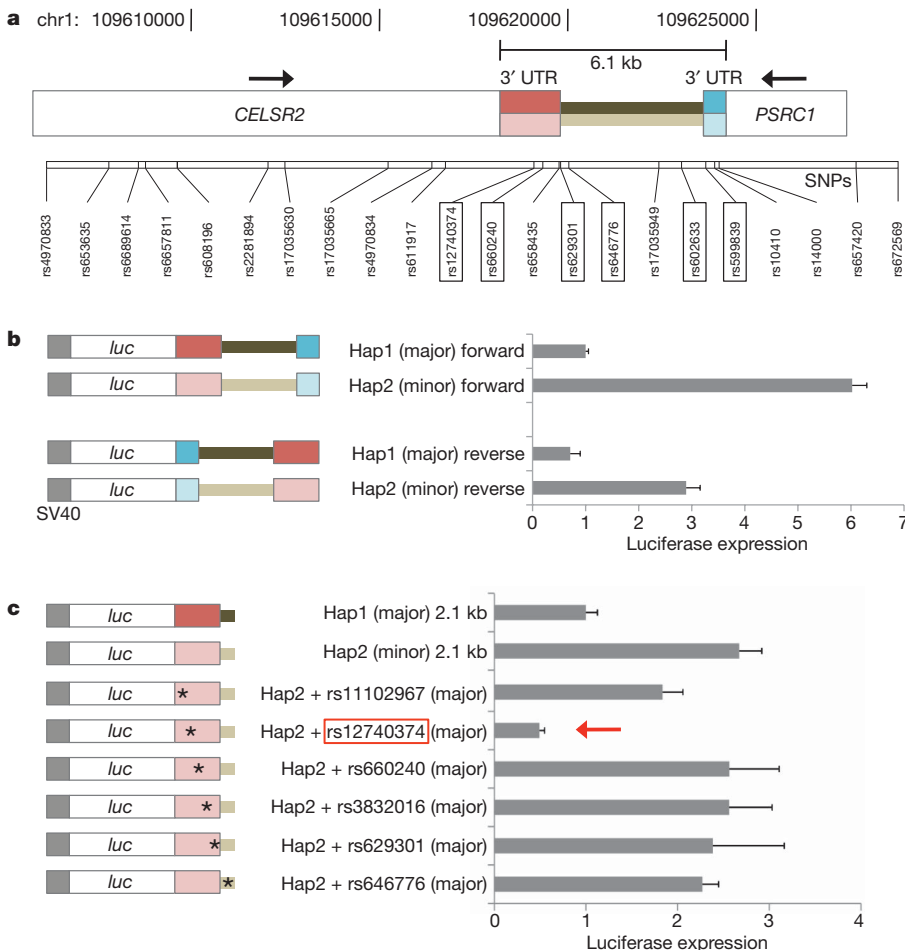 a chr1: 109610000 109615000 109620000 109625000
6.1 kb
3′ UTR 3′ UTR
CELSR2 PSRC1
SNPs
rs4970833
rs653635
rs6689614
rs6657811
rs608196
rs2281894
rs17035630
rs17035665
rs4970834
rs611917
rs12740374
rs660240
rs658435
rs629301
rs646776
rs17035949
rs602633
rs599839
rs10410
rs14000
rs657420
rs672569
b
luc Hap1 (major) forward
luc Hap2 (minor) forward
luc Hap1 (major) reverse
luc Hap2 (minor) reverse
SV40
0 1 2 3 4 5 6 7
Luciferase expression
c
luc Hap1 (major) 2.1 kb
luc Hap2 (minor) 2.1 kb
luc * Hap2 + rs11102967 (major)
luc * Hap2 + rs12740374 (major)
luc * Hap2 + rs660240 (major)
luc * Hap2 + rs3832016 (major)
luc * Hap2 + rs629301 (major)
luc * Hap2 + rs646776 (major)
0 1 2 3 4
Luciferase expression